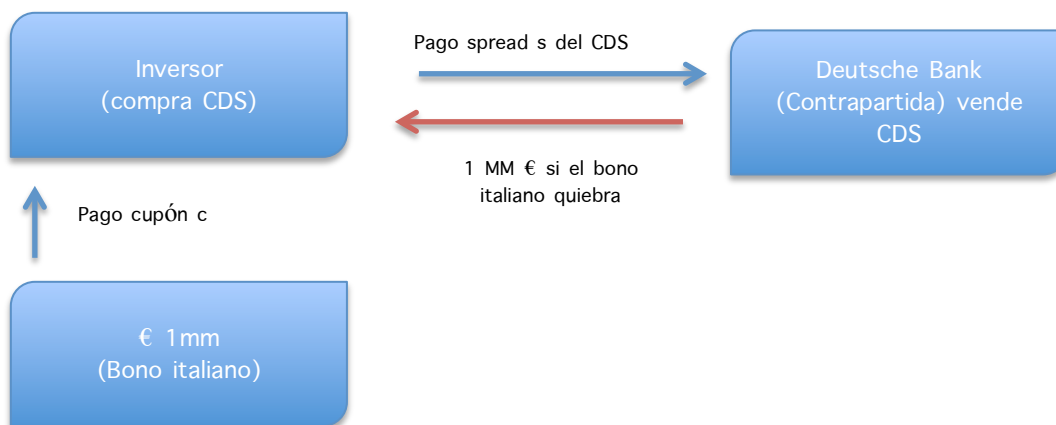 Inversor
(compra CDS)
Pago spread s del CDS
Deutsche Bank
(Contrapartida) vende
CDS
1 MM € si el bono
italiano quiebra
Pago cupón c
€ 1mm
(Bono italiano)